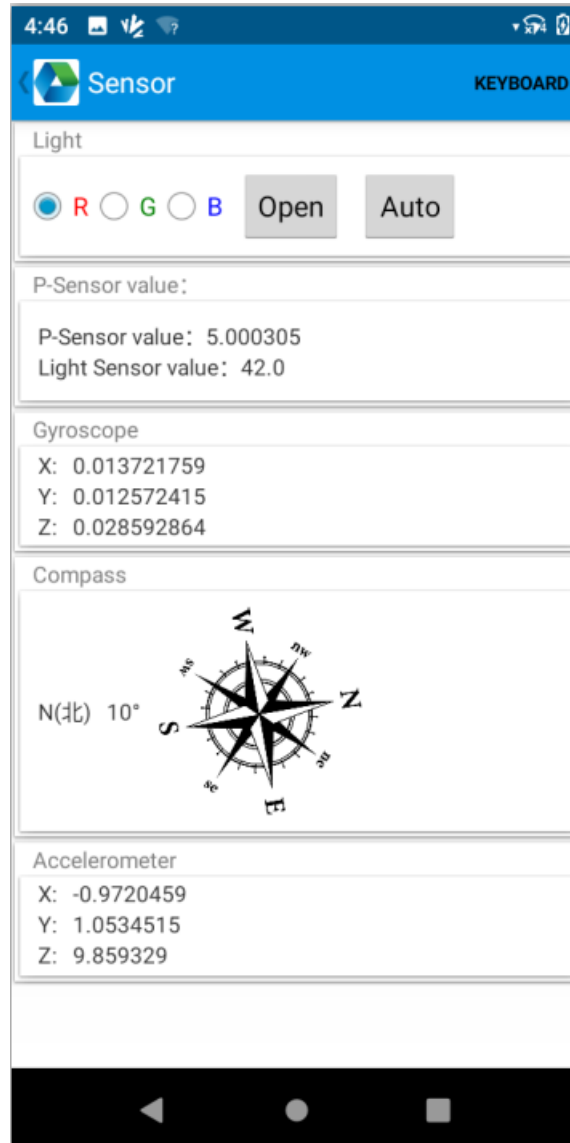 4:46
Sensor KEYBOARD
Light
R G B Open Auto
P-Sensor value：
P-Sensor value：5.000305
Light Sensor value：42.0
Gyroscope
X: 0.013721759
Y: 0.012572415
Z: 0.028592864
Compass
W
sw nw
N(北) 10° S N
se ne
E
Accelerometer
X: -0.9720459
Y: 1.0534515
Z: 9.859329